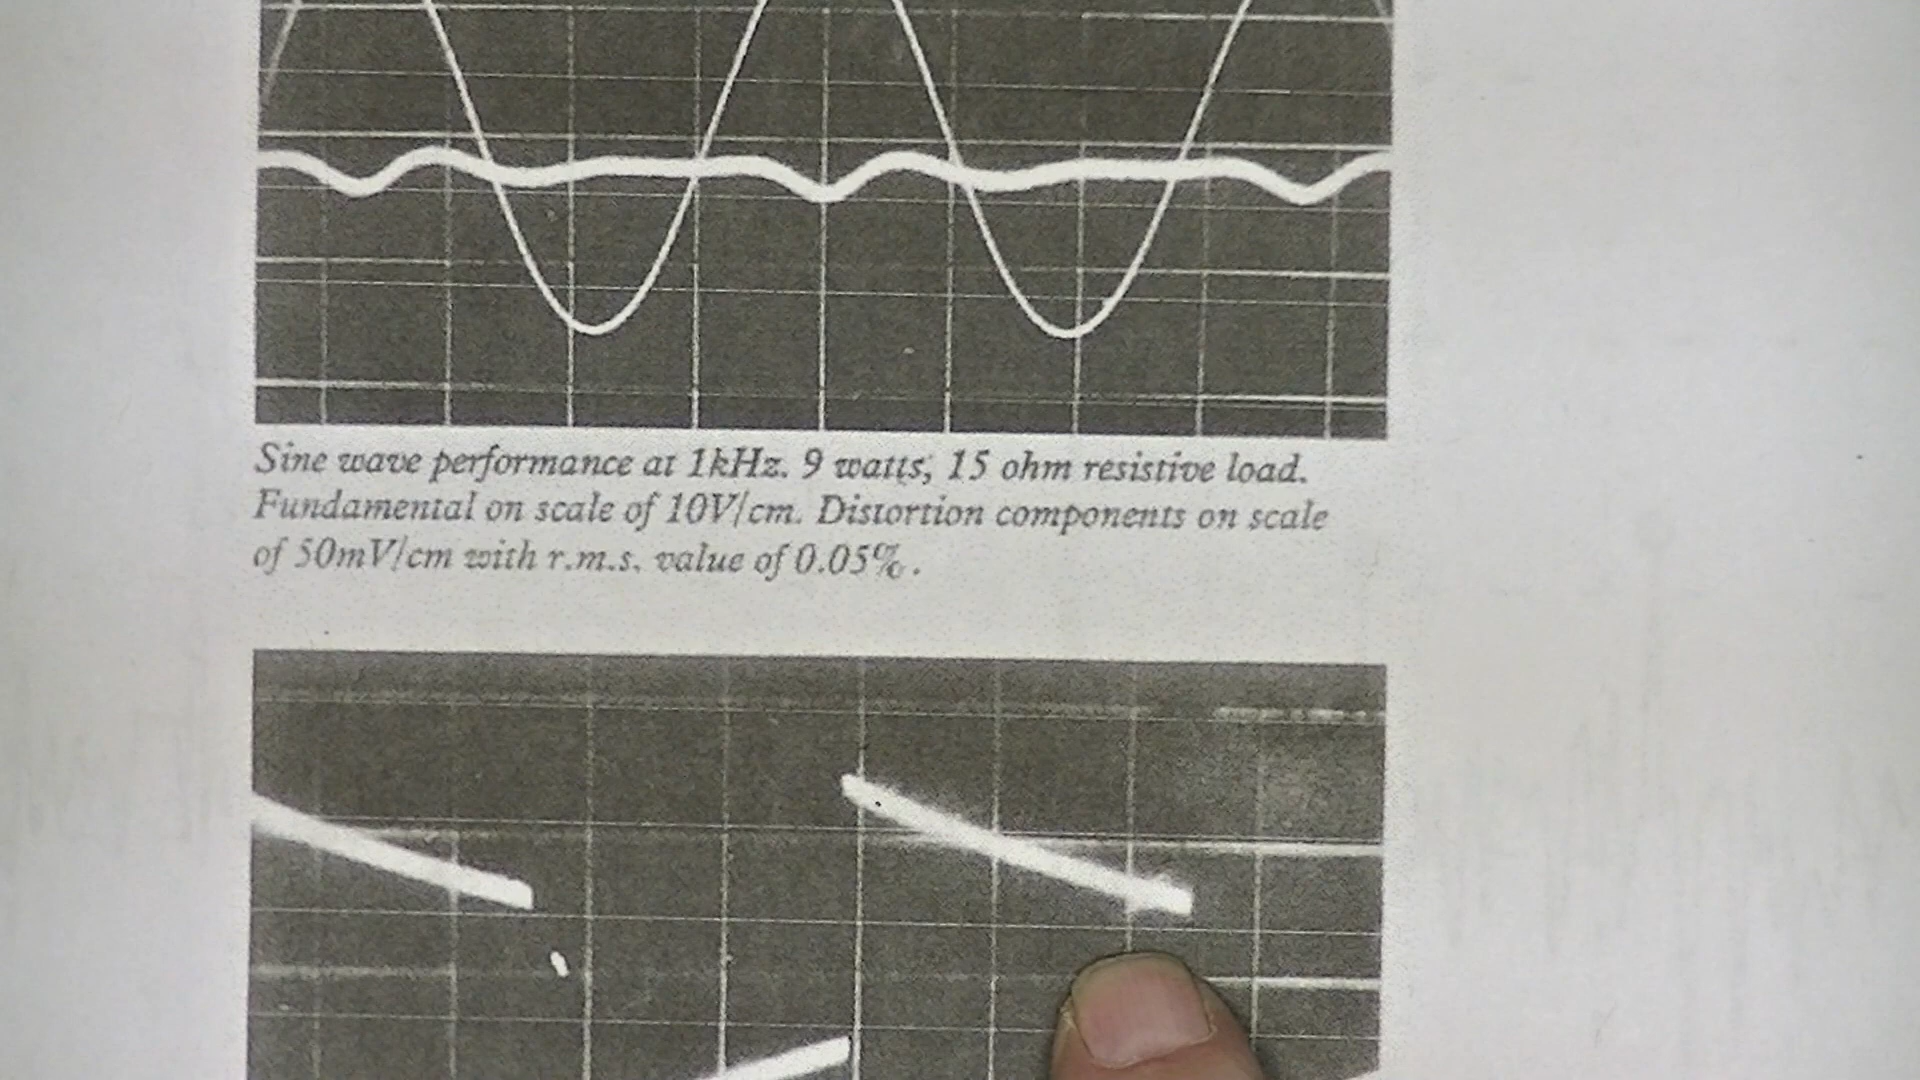 Sine wave performance at 1kHz. 9 watts, 15 ohm resistive load.
Fundamental on scale of 10V/cm. Distortion components on scale
of 50mV/cm with r.m.s. value of 0.05%.